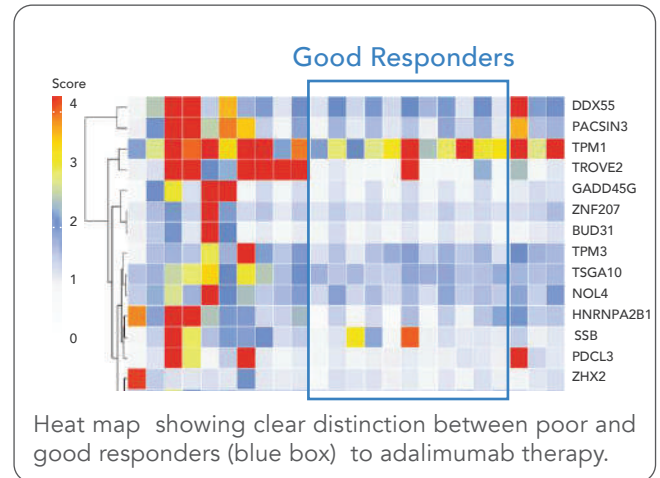 Good Responders
Score
4
3
2
1
0
DDX55
PACSIN3
TPM1
TROVE2
GADD45G
ZNF207
BUD31
TPM3
TSGA10
NOL4
HNRNPA2B1
SSB
PDCL3
ZHX2
Heat map showing clear distinction between poor and
good responders (blue box) to adalimumab therapy.